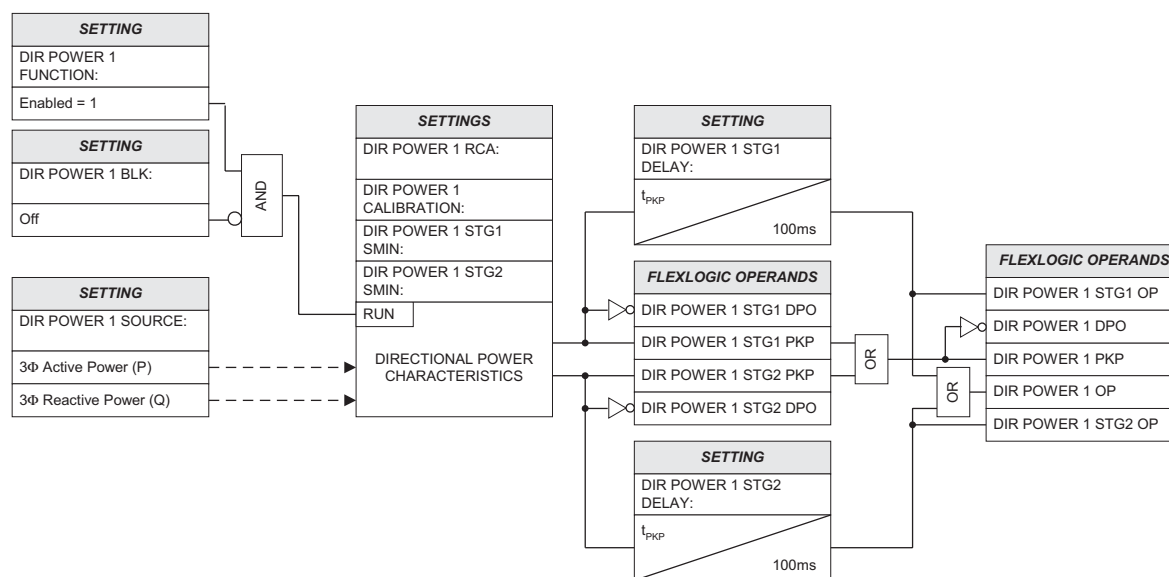 SETTING
DIR POWER 1
FUNCTION:
Enabled = 1
SETTING
DIR POWER 1 BLK:
Off
AND
SETTING
DIR POWER 1 SOURCE:
3Φ Active Power (P)
3Φ Reactive Power (Q)
SETTINGS
DIR POWER 1 RCA:
DIR POWER 1
CALIBRATION:
DIR POWER 1 STG1
SMIN:
DIR POWER 1 STG2
SMIN:
RUN
DIRECTIONAL POWER
CHARACTERISTICS
SETTING
DIR POWER 1 STG1
DELAY:
tPKP
100ms
FLEXLOGIC OPERANDS
DIR POWER 1 STG1 DPO
DIR POWER 1 STG1 PKP
DIR POWER 1 STG2 PKP
DIR POWER 1 STG2 DPO
SETTING
DIR POWER 1 STG2
DELAY:
tPKP
100ms
OR
OR
FLEXLOGIC OPERANDS
DIR POWER 1 STG1 OP
DIR POWER 1 DPO
DIR POWER 1 PKP
DIR POWER 1 OP
DIR POWER 1 STG2 OP